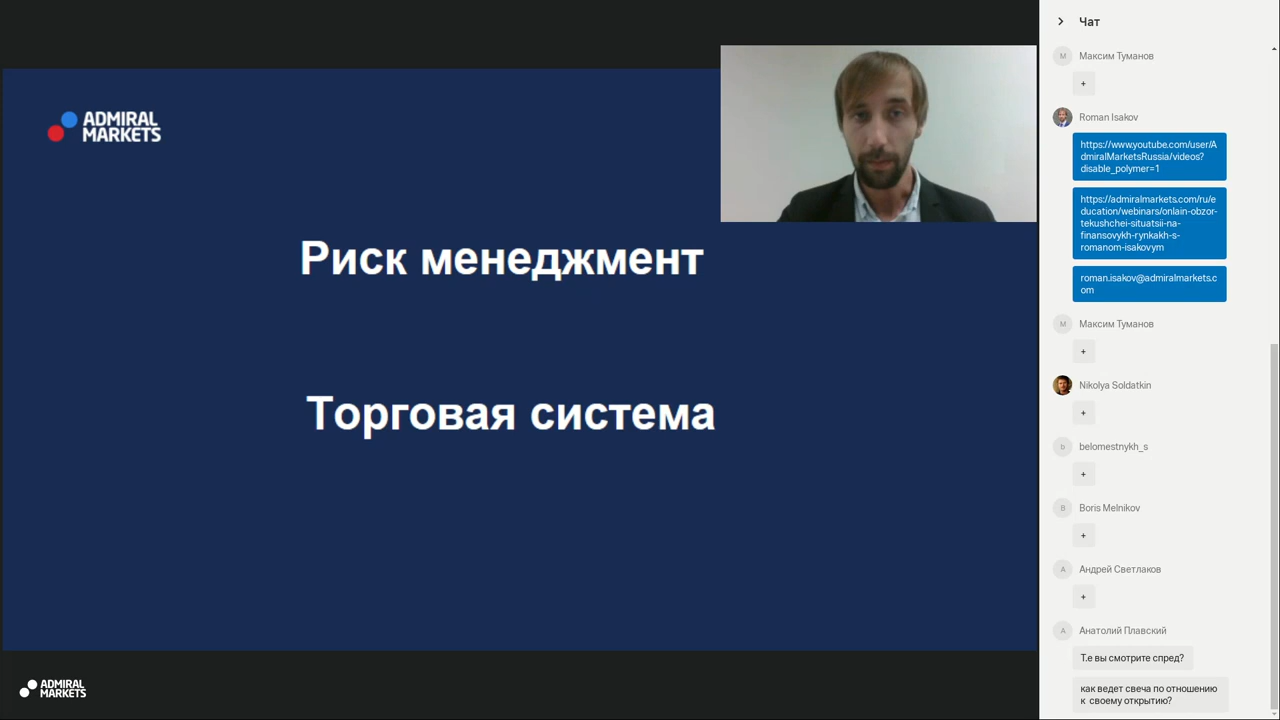 ADMIRAL
MARKETS
Риск менеджмент
Торговая система
ADMIRAL
MARKETS
Чат
М
Максим Туманов
+
Roman Isakov
https://www.youtube.com/user/A
dmiralMarketsRussia/videos?
disable_polymer=1
https://admiralmarkets.com/ru/e
ducation/webinars/onlain-obzor-
tekushchei-situatsii-na-
finansovykh-rynkakh-s-
romanom-isakovym
roman.isakov@admiralmarkets.c
om
М
Максим Туманов
+
Nikolya Soldatkin
+
b
belomestnykh_s
+
B
Boris Melnikov
+
А
Андрей Светлаков
+
А
Анатолий Плавский
Т.е вы смотрите спред?
как ведет свеча по отношению
к своему открытию?